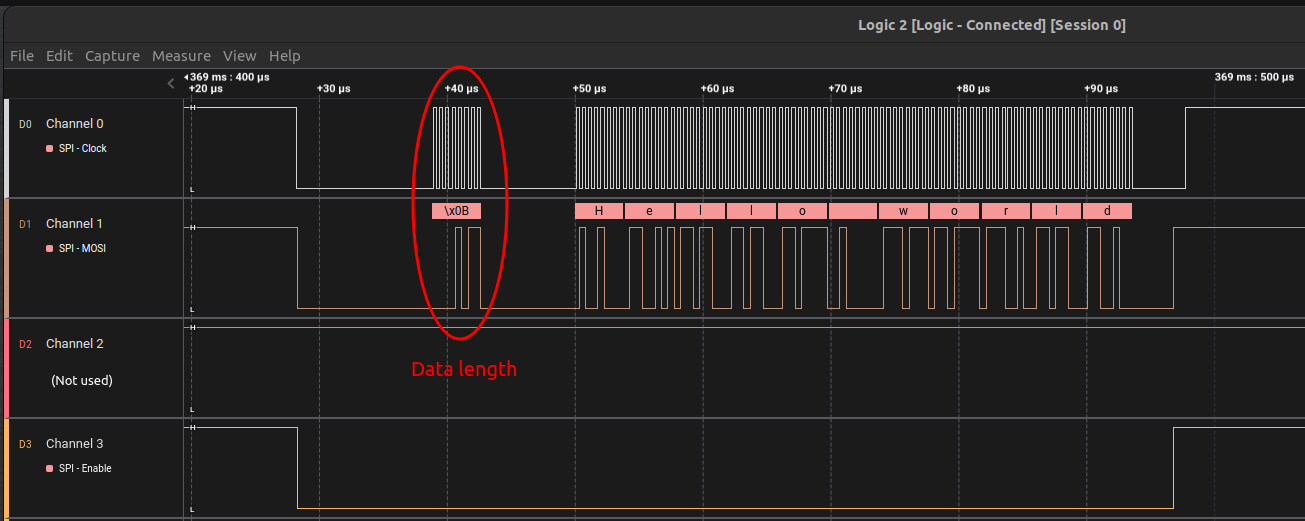 Logic 2 [Logic - Connected] [Session 0]
File Edit Capture Measure View Help
369 ms : 400 µs 369 ms : 500 µs
+20 µs +30 µs +40 µs +50 µs +60 µs +70 µs +80 µs +90 µs
H
D0 Channel 0
SPI - Clock
L
\x0B H e l l o w o r l d
D1 Channel 1
H
SPI - MOSI
L
H
D2 Channel 2
Data length
(Not used)
L
H
D3 Channel 3
SPI - Enable
L